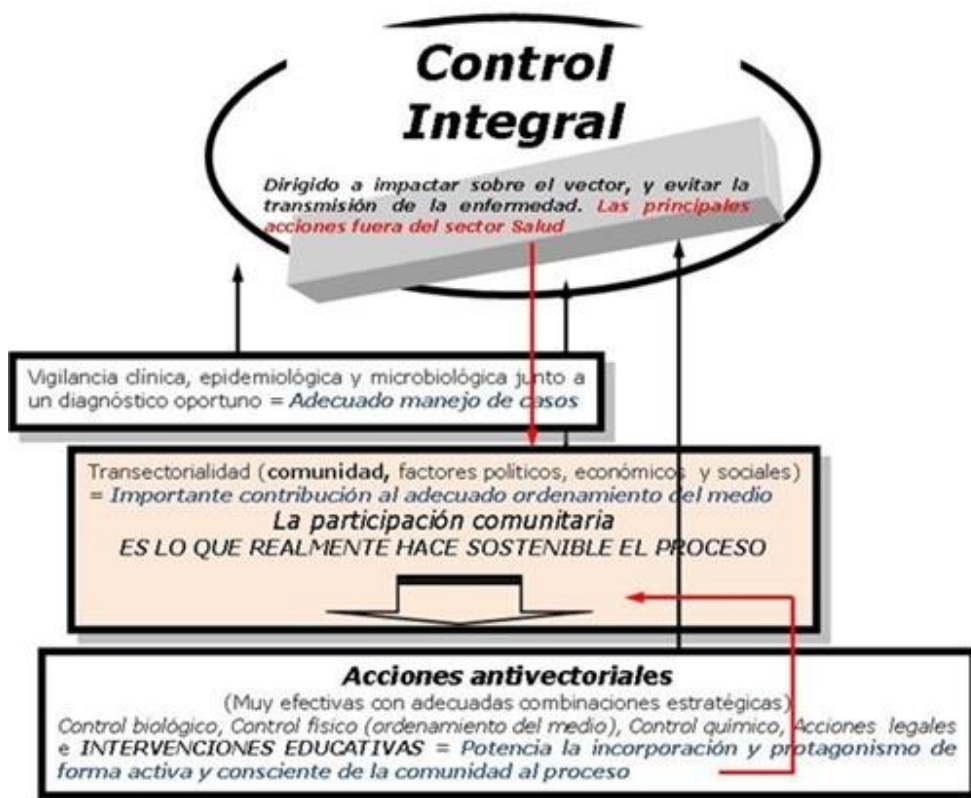 Control
Integral
Dirigido a impactar sobre el vector, y evitar la
transmisión de la enfermedad. Las principales
acciones fuera del sector Salud
Vigilancia clínica, epidemiológica y microbiológica junto a
un diagnóstico oportuno = Adecuado manejo de casos
Transectorialidad (comunidad, factores políticos, económicos y sociales)
= Importante contribución al adecuado ordenamiento del medio
La participación comunitaria
ES LO QUE REALMENTE HACE SOSTENIBLE EL PROCESO
Acciones antivectoriales
(Muy efectivas con adecuadas combinaciones estratégicas)
Control biológico, Control físico (ordenamiento del medio), Control químico, Acciones legales
e INTERVENCIONES EDUCATIVAS = Potencia la incorporación y protagonismo de
forma activa y consciente de la comunidad al proceso